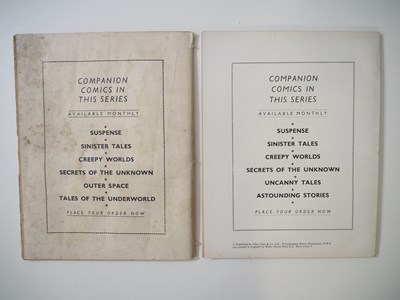 COMPANION
COMICS IN
THIS SERIES
AVAILABLE MONTHLY
SUSPENSE
SINISTER TALES
CREEPY WORLDS
SECRETS OF THE UNKNOWN
OUTER SPACE
TALES OF THE UNDERWORLD
PLACE YOUR ORDER NOW
COMPANION
COMICS IN
THIS SERIES
AVAILABLE MONTHLY
SUSPENSE
SINISTER TALES
CREEPY WORLDS
SECRETS OF THE UNKNOWN
UNCANNY TALES
ASTOUNDING STORIES
PLACE YOUR ORDER NOW